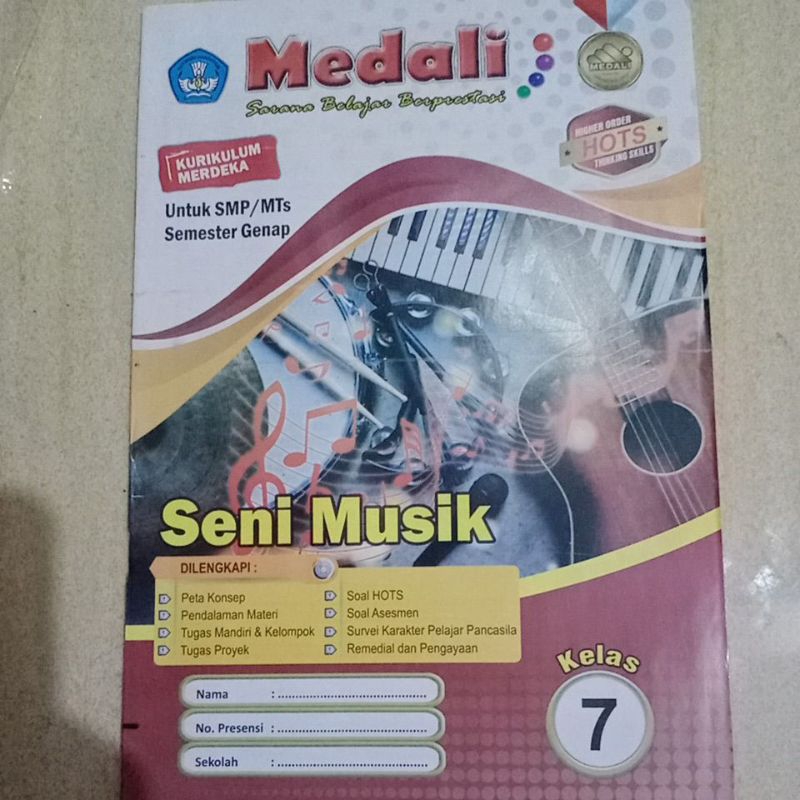 Medali
Sarana Belajar Berprestasi
MEDALI
HIGHER ORDER
HOTS
THINKING SKILLS
KURIKULUM
MERDEKA
Untuk SMP/MTs
Semester Genap
Seni Musik
DILENGKAPI :
Peta Konsep
Pendalaman Materi
Tugas Mandiri & Kelompok
Tugas Proyek
Soal HOTS
Soal Asesmen
Survei Karakter Pelajar Pancasila
Remedial dan Pengayaan
Kelas
7
Nama : ........................................
No. Presensi : ........................................
Sekolah : ........................................